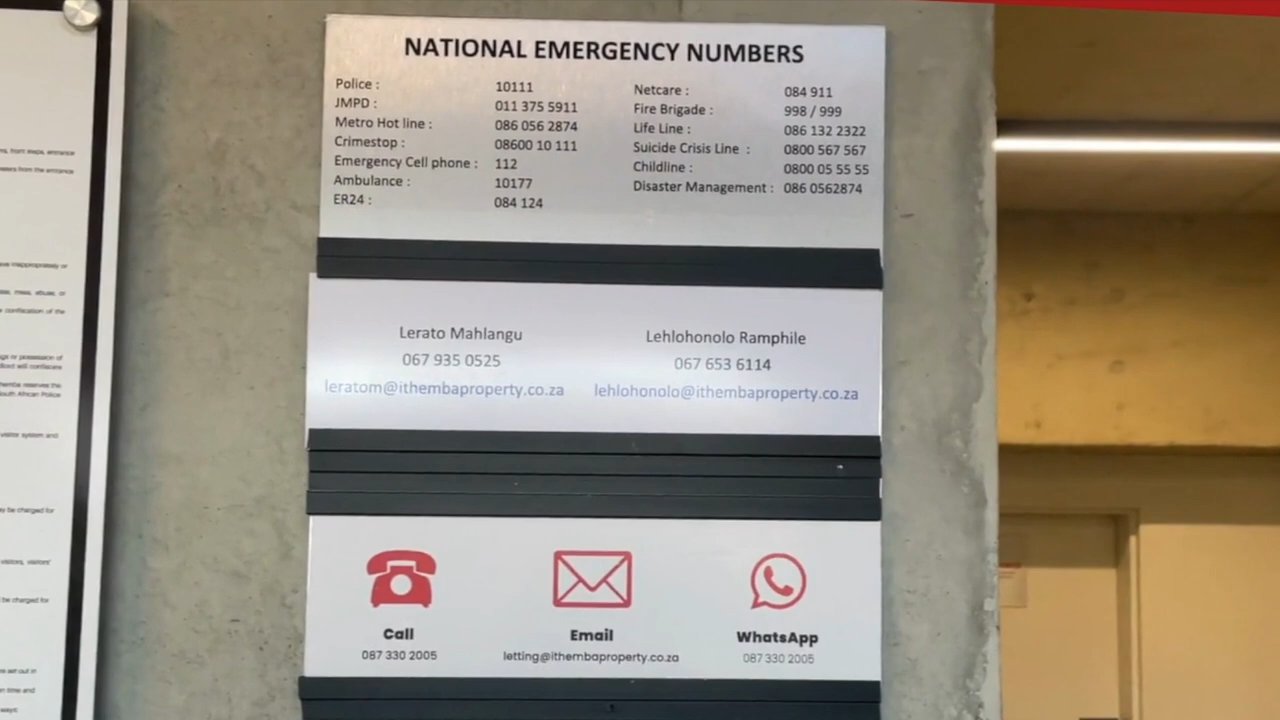 NATIONAL EMERGENCY NUMBERS
Police : 10111
JMPD : 011 375 5911
Metro Hot line : 086 056 2874
Crimestop : 08600 10 111
Emergency Cell phone : 112
Ambulance : 10177
ER24 : 084 124
Netcare : 084 911
Fire Brigade : 998 / 999
Life Line : 086 132 2322
Suicide Crisis Line : 0800 567 567
Childline : 0800 05 55 55
Disaster Management : 086 0562874
Lerato Mahlangu
067 935 0525
leratom@ithembaproperty.co.za
Lehlohonolo Ramphile
067 653 6114
lehlohonolo@ithembaproperty.co.za
Call
087 330 2005
Email
letting@ithembaproperty.co.za
WhatsApp
087 330 2005